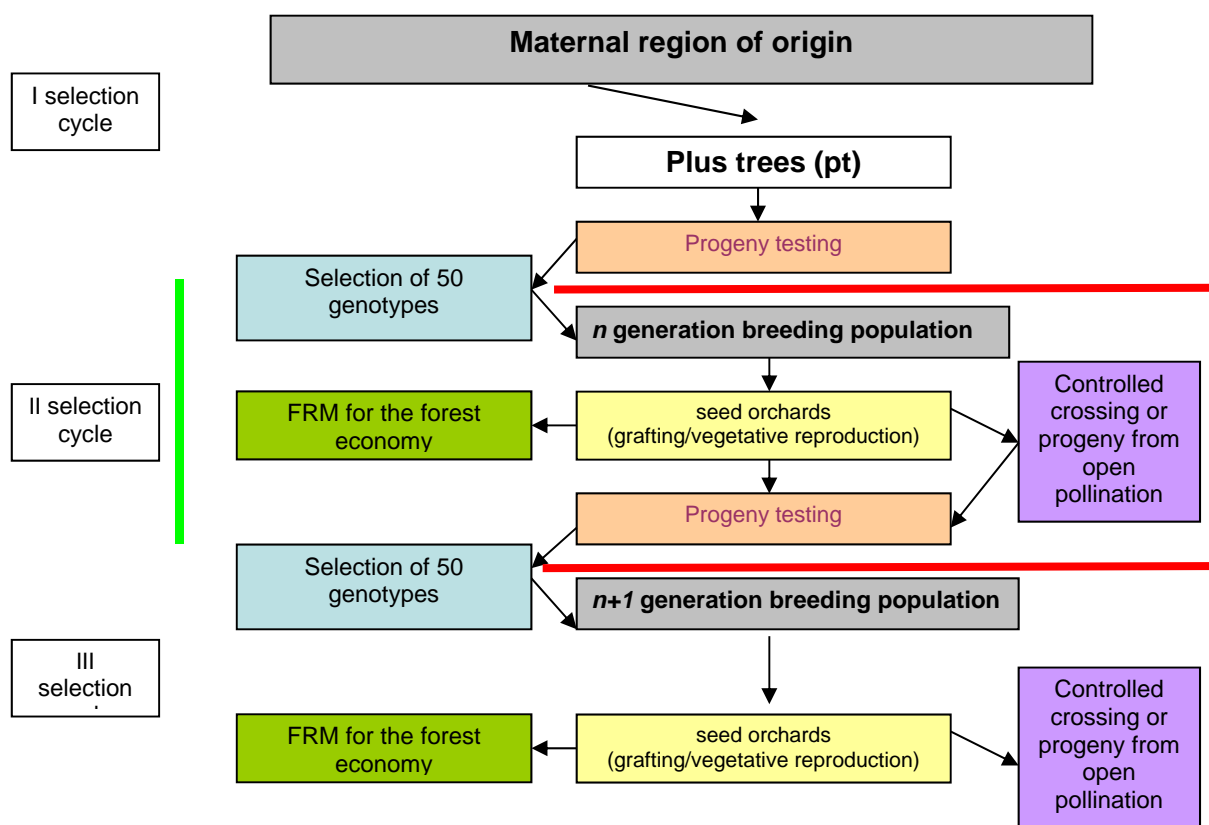 Maternal region of origin
I selection
cycle
Plus trees (pt)
Progeny testing
Selection of 50
genotypes
n generation breeding population
II selection
cycle
FRM for the forest
economy
seed orchards
(grafting/vegetative reproduction)
Controlled
crossing or
progeny from
open
pollination
Progeny testing
Selection of 50
genotypes
n+1 generation breeding population
III
selection
FRM for the forest
economy
seed orchards
(grafting/vegetative reproduction)
Controlled
crossing or
progeny from
open
pollination